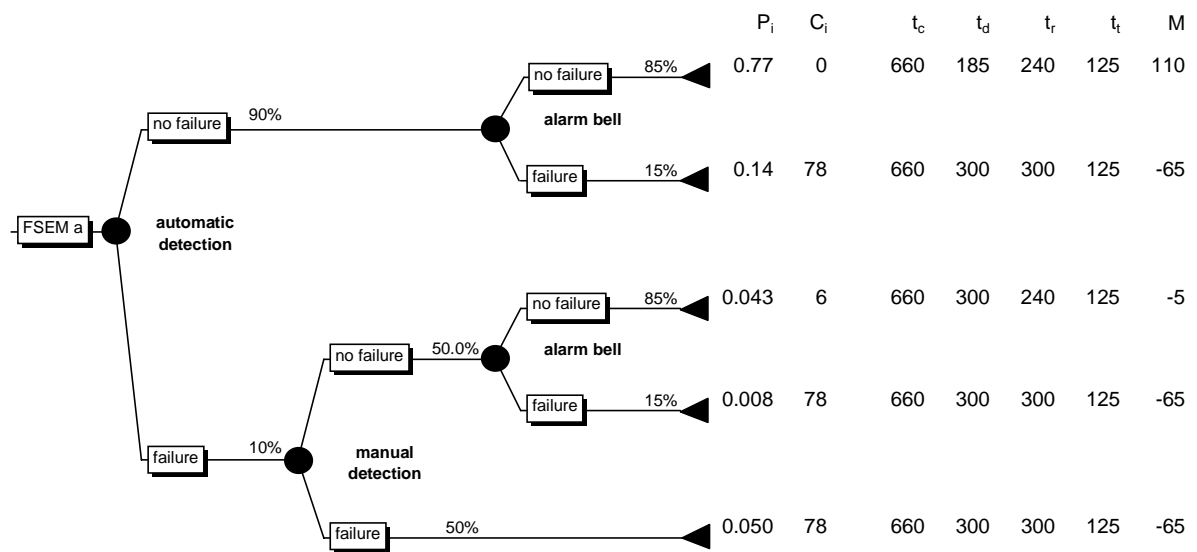 Pi Ci tc td tr tt M
no failure 85% 0.77 0 660 185 240 125 110
no failure 90% alarm bell
failure 15% 0.14 78 660 300 300 125 -65
FSEM a automatic
detection
no failure 85% 0.043 6 660 300 240 125 -5
no failure 50.0% alarm bell
failure 15% 0.008 78 660 300 300 125 -65
failure 10% manual
detection
failure 50% 0.050 78 660 300 300 125 -65